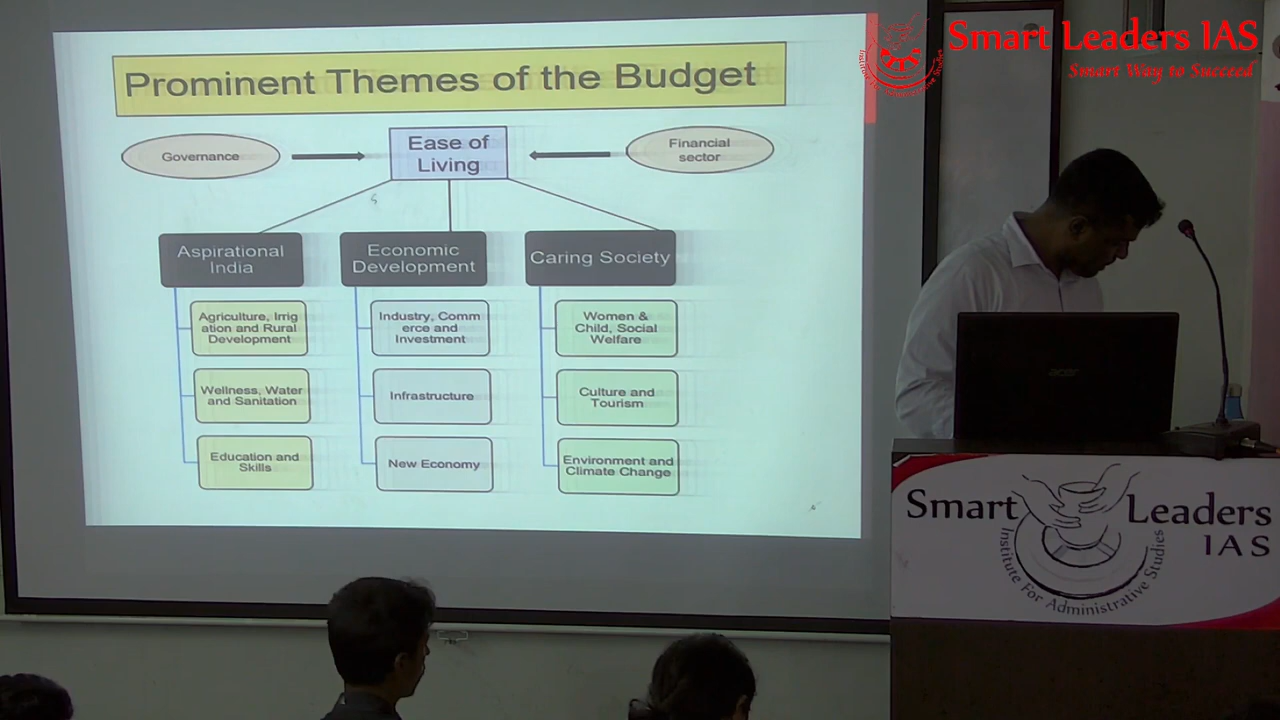 Smart Leaders IAS
Smart Way to Succeed
Prominent Themes of the Budget
Governance
Ease of
Living
Financial
sector
Aspirational
India
Economic
Development
Caring Society
Agriculture, Irrig
ation and Rural
Development
Industry, Comm
erce and
Investment
Women &
Child, Social
Welfare
Wellness, Water
and Sanitation
Infrastructure
Culture and
Tourism
Education and
Skills
New Economy
Environment and
Climate Change
acer
Smart Leaders
IAS
Institute For Administrative Studies